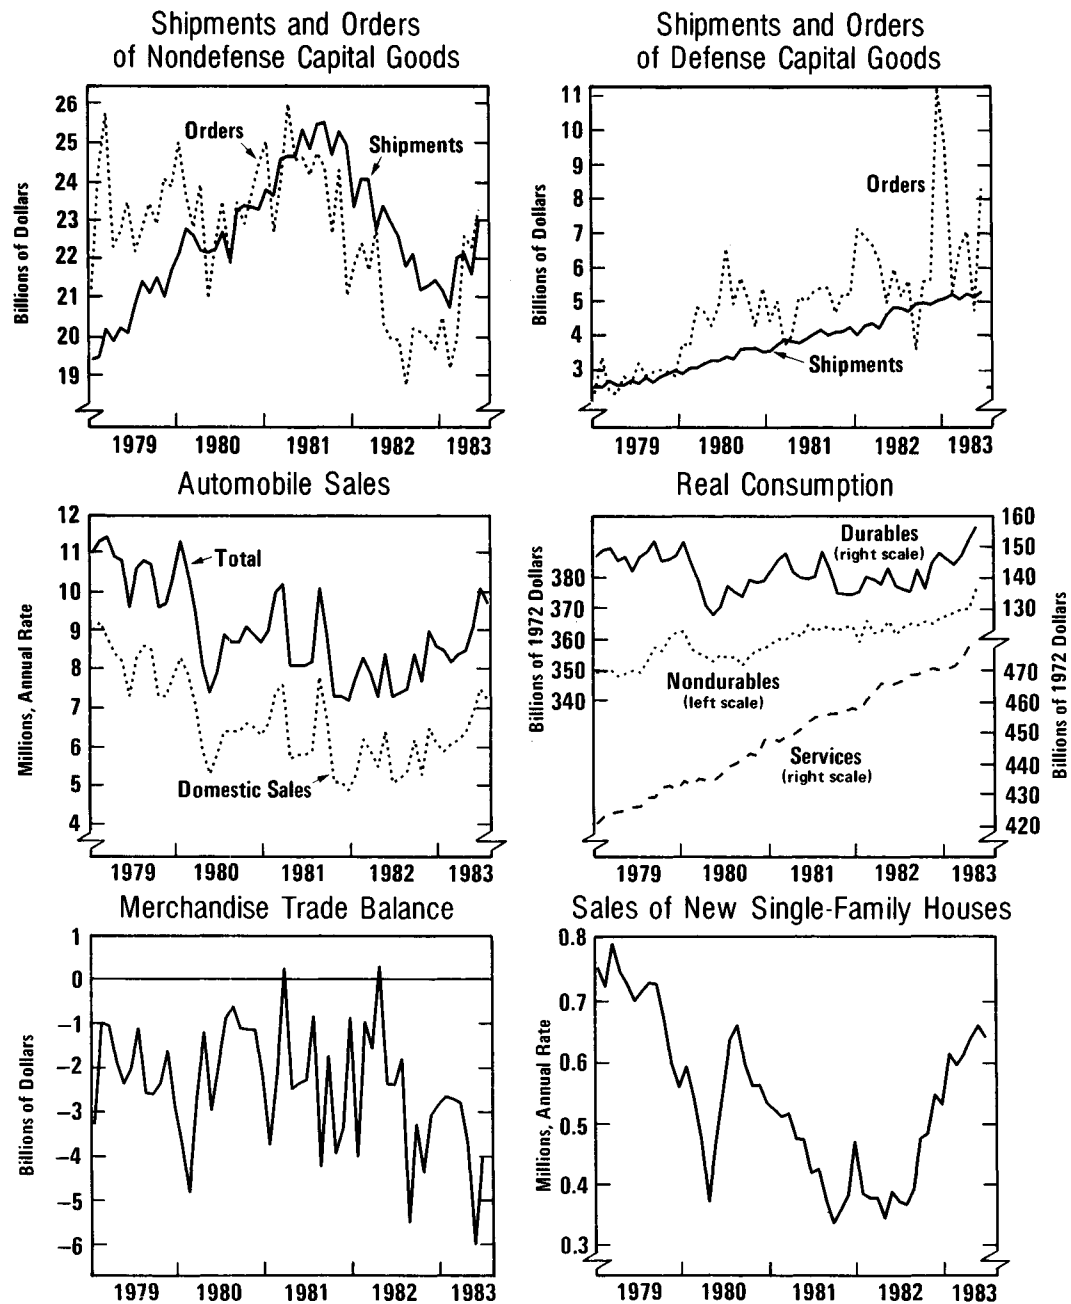 Shipments and Orders
of Nondefense Capital Goods
26
25
24
23
22
21
20
19
Billions of Dollars
Orders
Shipments
1979 1980 1981 1982 1983
Shipments and Orders
of Defense Capital Goods
11
10
9
8
7
6
5
4
3
Billions of Dollars
Orders
Shipments
1979 1980 1981 1982 1983
Automobile Sales
12
11
10
9
8
7
6
5
4
Millions, Annual Rate
Total
Domestic Sales
1979 1980 1981 1982 1983
Real Consumption
380
370
360
350
340
Billions of 1972 Dollars
160
150
140
130
470
460
450
440
430
420
Billions of 1972 Dollars
Durables
(right scale)
Nondurables
(left scale)
Services
(right scale)
1979 1980 1981 1982 1983
Merchandise Trade Balance
1
0
−1
−2
−3
−4
−5
−6
Billions of Dollars
1979 1980 1981 1982 1983
Sales of New Single-Family Houses
0.8
0.7
0.6
0.5
0.4
0.3
Millions, Annual Rate
1979 1980 1981 1982 1983